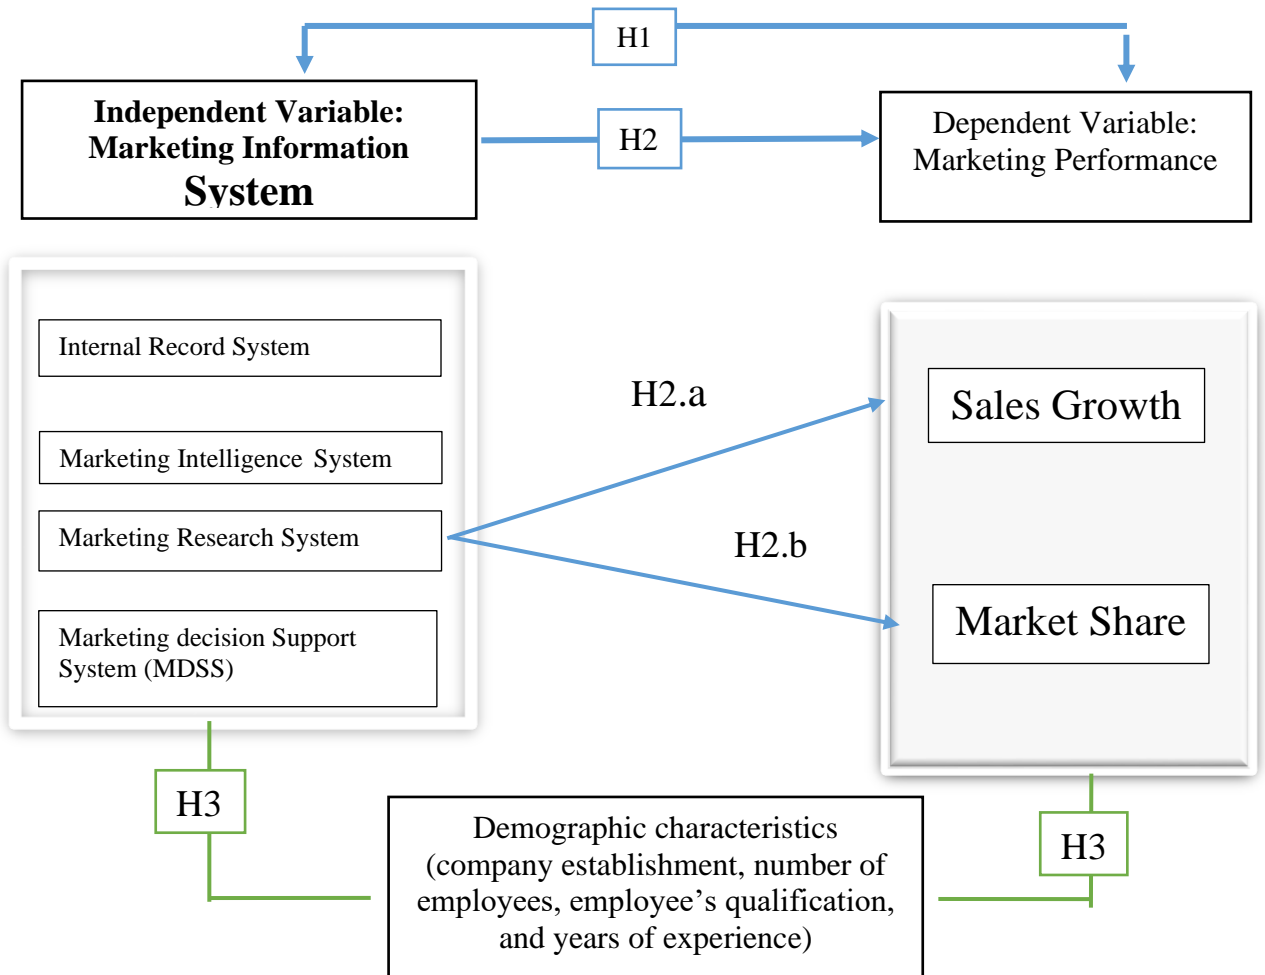 H1
Independent Variable:
Marketing Information
System
H2
Dependent Variable:
Marketing Performance
Internal Record System
Marketing Intelligence System
Marketing Research System
Marketing decision Support
System (MDSS)
H2.a
H2.b
Sales Growth
Market Share
H3
H3
Demographic characteristics
(company establishment, number of
employees, employee’s qualification,
and years of experience)